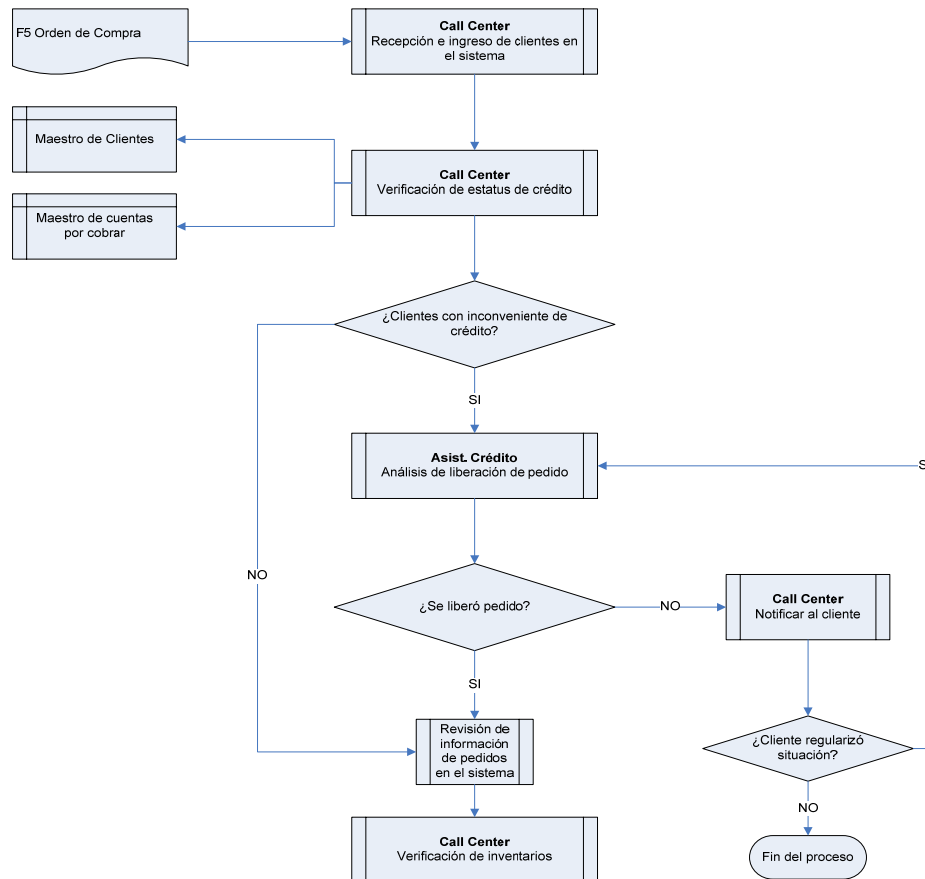 F5 Orden de Compra
Call Center
Recepción e ingreso de clientes en
el sistema
Maestro de Clientes
Call Center
Verificación de estatus de crédito
Maestro de cuentas
por cobrar
¿Clientes con inconveniente de
crédito?
SI
Asist. Crédito
Análisis de liberación de pedido
S
NO
¿Se liberó pedido?
NO
Call Center
Notificar al cliente
SI
Revisión de
información
de pedidos
en el sistema
¿Cliente regularizó
situación?
NO
Call Center
Verificación de inventarios
Fin del proceso